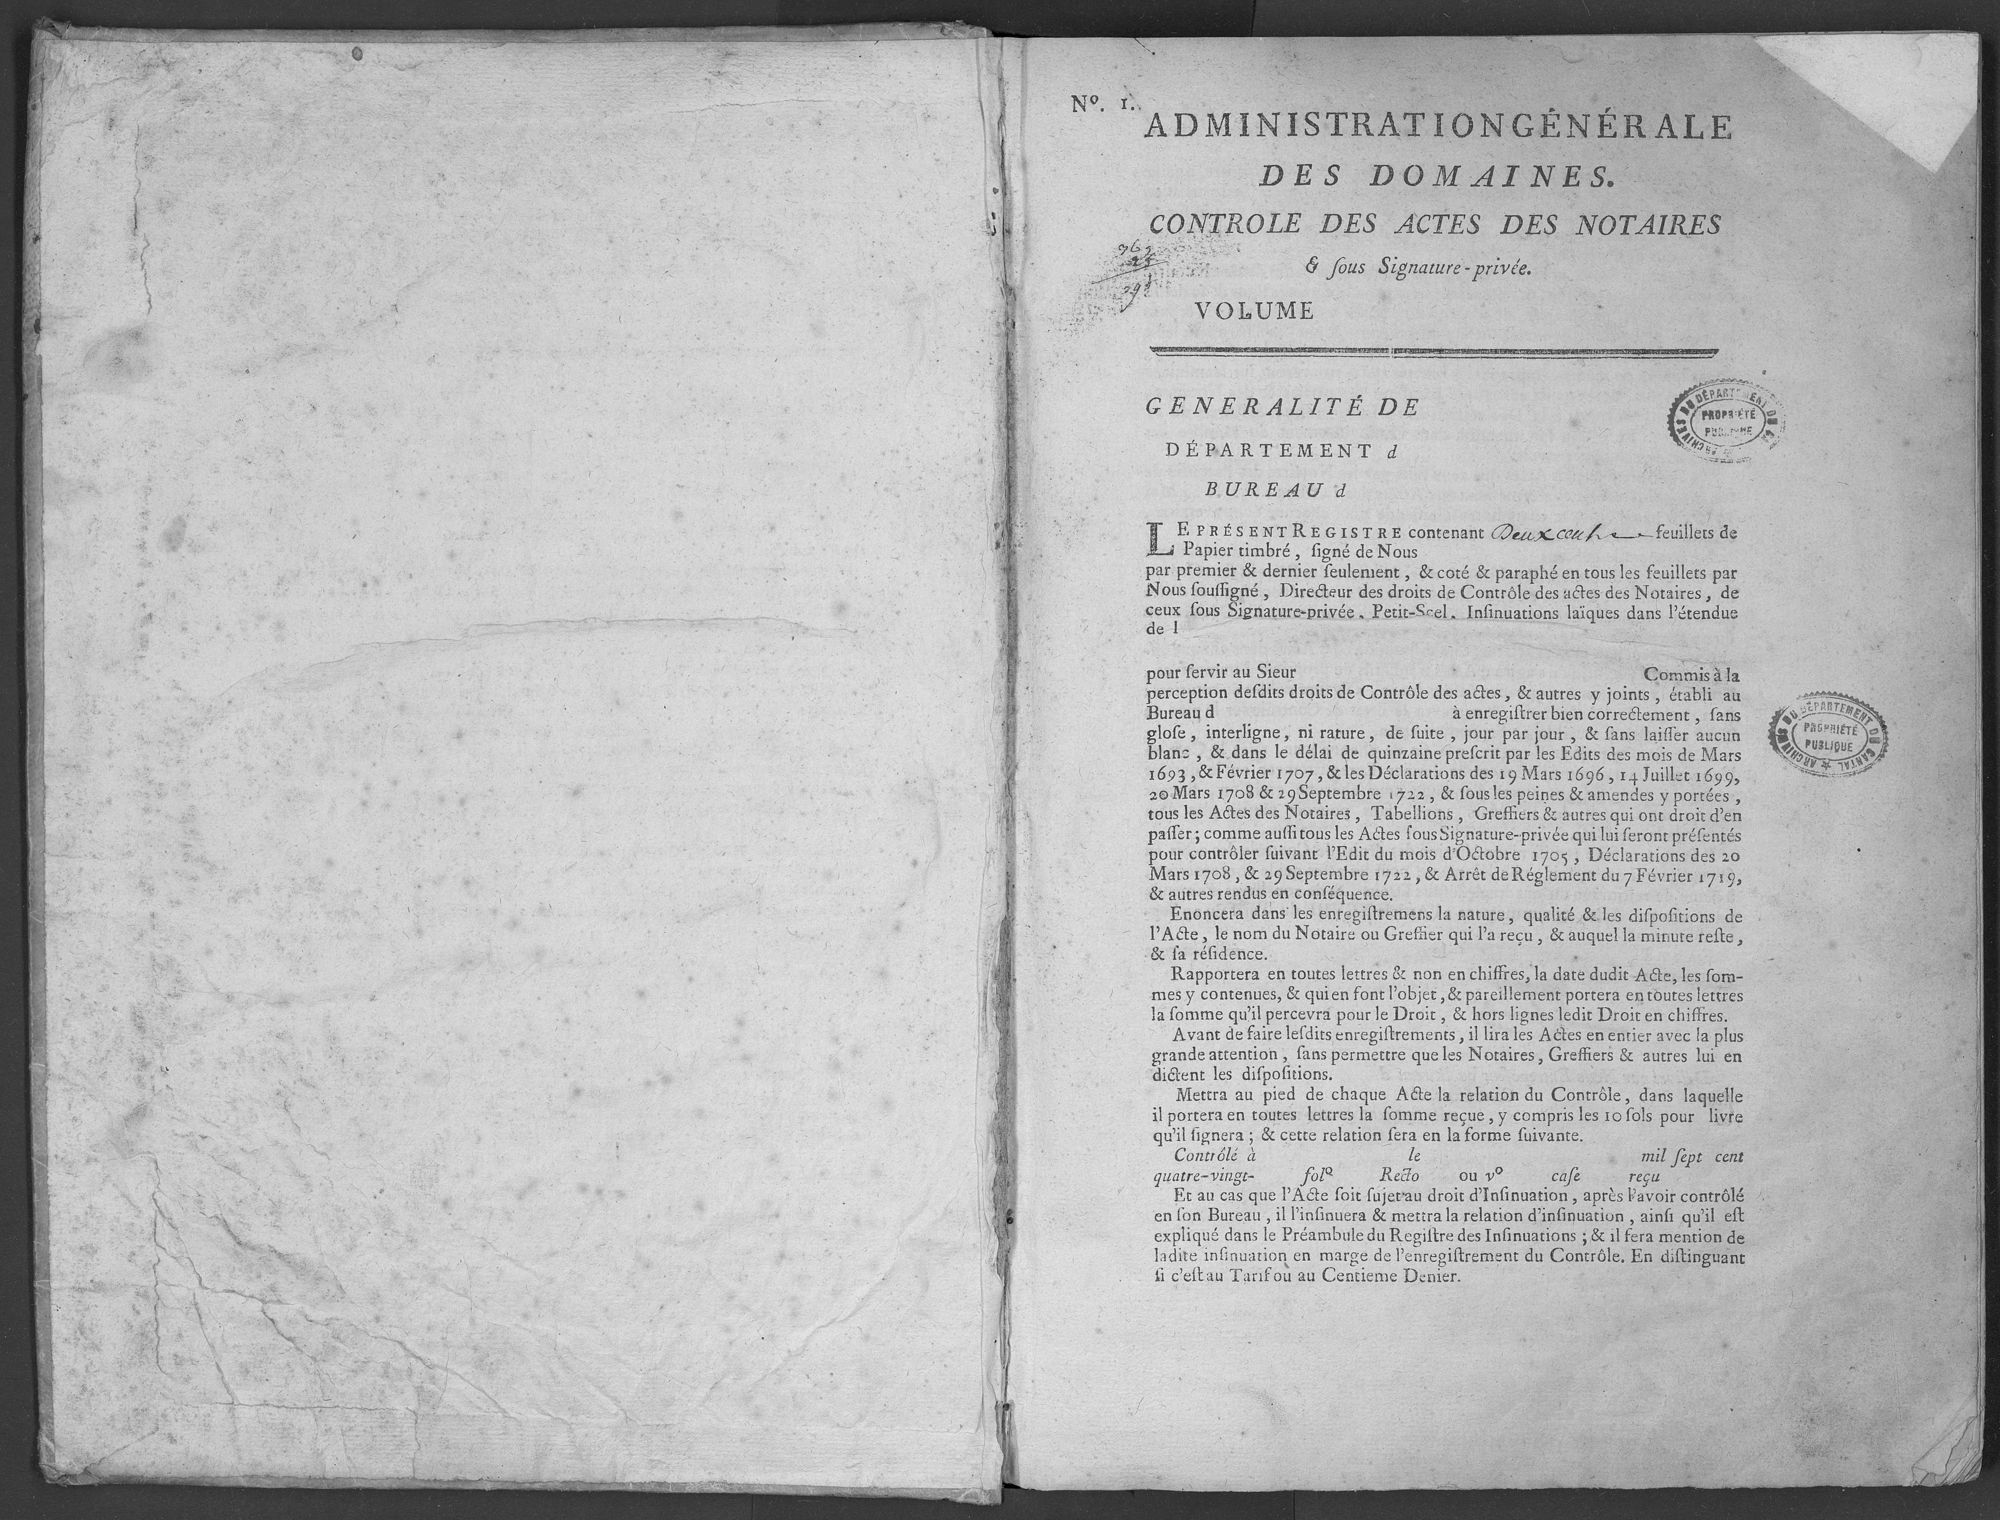 Nº. 1.
ADMINISTRATION GÉNÉRALE
DES DOMAINES.
CONTROLE DES ACTES DES NOTAIRES
& ſous Signature-privée.
VOLUME
GENERALITÉ DE
DÉPARTEMENT d
BUREAU d
LE PRÉSENT REGISTRE contenant Deux cents feuillets de
Papier timbré, ſigné de Nous
par premier & dernier ſeulement, & coté & paraphé en tous les feuillets par
Nous ſouſſigné, Directeur des droits de Contrôle des actes des Notaires, de
ceux ſous Signature-privée, Petit-Scel, Inſinuations laïques dans l'étendue
de l
pour ſervir au Sieur Commis à la
perception deſdits droits de Contrôle des actes, & autres y joints, établi au
Bureau d à enregiſtrer bien correctement, ſans
gloſe, interligne, ni rature, de ſuite, jour par jour, & ſans laiſſer aucun
blanc, & dans le délai de quinzaine preſcrit par les Edits des mois de Mars
1693, & Février 1707, & les Déclarations des 19 Mars 1696, 14 Juillet 1699,
20 Mars 1708 & 29 Septembre 1722, & ſous les peines & amendes y portées,
tous les Actes des Notaires, Tabellions, Greffiers & autres qui ont droit d'en
paſſer; comme auſſi tous les Actes ſous Signature-privée qui lui ſeront préſentés
pour contrôler ſuivant l'Edit du mois d'Octobre 1705, Déclarations des 20
Mars 1708, & 29 Septembre 1722, & Arrêt de Réglement du 7 Février 1719,
& autres rendus en conſéquence.
Enoncera dans les enregiſtremens la nature, qualité & les diſpoſitions de
l'Acte, le nom du Notaire ou Greffier qui l'a reçu, & auquel la minute reſte,
& ſa réſidence.
Rapportera en toutes lettres & non en chiffres, la date dudit Acte, les ſom-
mes y contenues, & qui en font l'objet, & pareillement portera en toutes lettres
la ſomme qu'il percevra pour le Droit, & hors lignes ledit Droit en chiffres.
Avant de faire leſdits enregiſtrements, il lira les Actes en entier avec la plus
grande attention, ſans permettre que les Notaires, Greffiers & autres lui en
dictent les diſpoſitions.
Mettra au pied de chaque Acte la relation du Contrôle, dans laquelle
il portera en toutes lettres la ſomme reçue, y compris les 10 ſols pour livre
qu'il ſignera; & cette relation ſera en la forme ſuivante.
Contrôlé à le mil ſept cent
quatre-vingt- folº Recto ou vº caſe reçu
Et au cas que l'Acte ſoit ſujet au droit d'Inſinuation, après l'avoir contrôlé
en ſon Bureau, il l'inſinuera & mettra la relation d'inſinuation, ainſi qu'il eſt
expliqué dans le Préambule du Regiſtre des Inſinuations; & il fera mention de
ladite inſinuation en marge de l'enregiſtrement du Contrôle. En diſtinguant
ſi c'eſt au Tarif ou au Centieme Denier.
ARCHIVES DU DÉPARTEMENT DU
PROPRIÉTÉ
PUBLIQUE
ARCHIVES DU DÉPARTEMENT DU CANTAL
PROPRIÉTÉ
PUBLIQUE